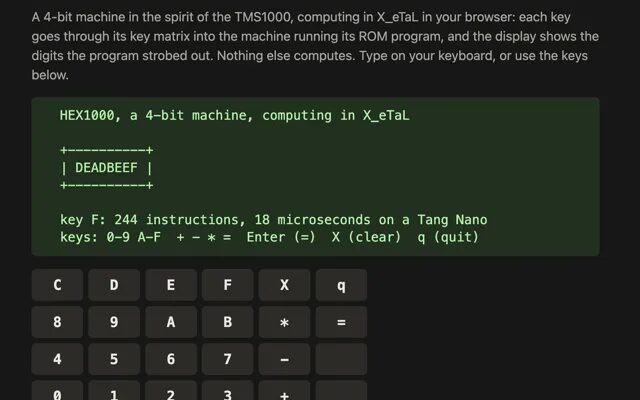 A 4-bit machine in the spirit of the TMS1000, computing in X_eTaL in your browser: each key
goes through its key matrix into the machine running its ROM program, and the display shows the
digits the program strobed out. Nothing else computes. Type on your keyboard, or use the keys
below.
HEX1000, a 4-bit machine, computing in X_eTaL
+----------+
| DEADBEEF |
+----------+
key F: 244 instructions, 18 microseconds on a Tang Nano
keys: 0-9 A-F + - * = Enter (=) X (clear) q (quit)
C D E F X q
8 9 A B * =
4 5 6 7 -
0 1 2 3 +